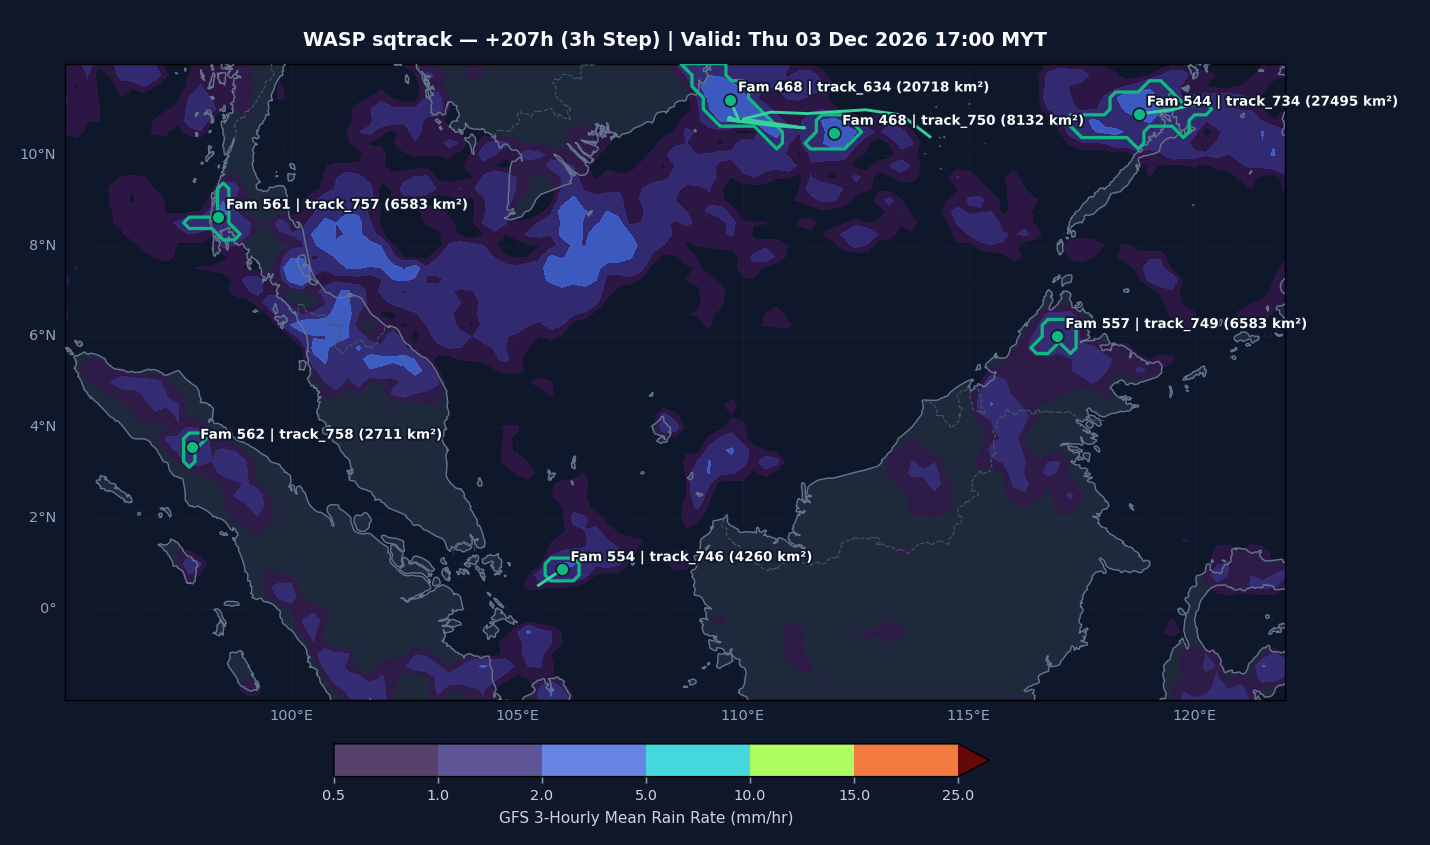 WASP sqtrack — +207h (3h Step) | Valid: Thu 03 Dec 2026 17:00 MYT
Fam 468 | track_634 (20718 km²)
Fam 544 | track_734 (27495 km²)
Fam 468 | track_750 (8132 km²)
10°N
Fam 561 | track_757 (6583 km²)
8°N
6°N
Fam 557 | track_749 (6583 km²)
4°N
Fam 562 | track_758 (2711 km²)
2°N
Fam 554 | track_746 (4260 km²)
0°
100°E 105°E 110°E 115°E 120°E
0.5 1.0 2.0 5.0 10.0 15.0 25.0
GFS 3-Hourly Mean Rain Rate (mm/hr)